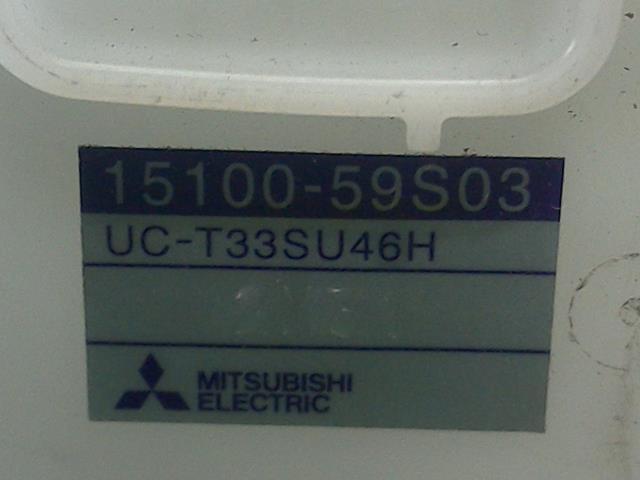 15100-59S03
UC-T33SU46H
MITSUBISHI
ELECTRIC